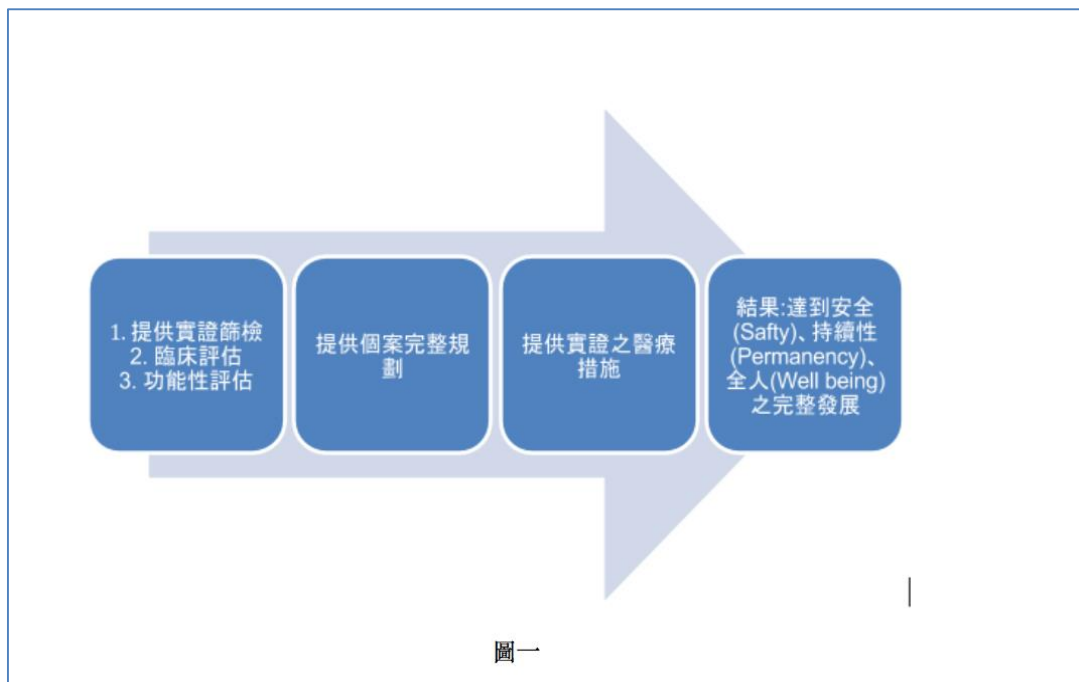 1. 提供實證篩檢
2. 臨床評估
3. 功能性評估
提供個案完整規
劃
提供實證之醫療
措施
結果:達到安全
(Safty)、持續性
(Permanency)、
全人(Well being)
之完整發展
圖一